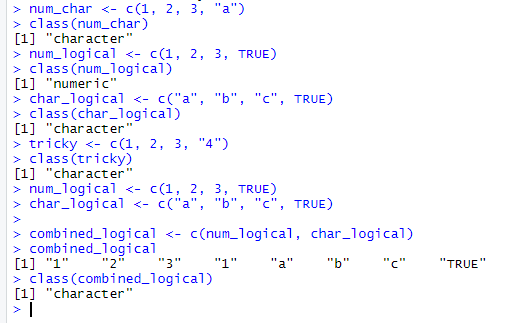 > num_char <- c(1, 2, 3, "a")
> class(num_char)
[1] "character"
> num_logical <- c(1, 2, 3, TRUE)
> class(num_logical)
[1] "numeric"
> char_logical <- c("a", "b", "c", TRUE)
> class(char_logical)
[1] "character"
> tricky <- c(1, 2, 3, "4")
> class(tricky)
[1] "character"
> num_logical <- c(1, 2, 3, TRUE)
> char_logical <- c("a", "b", "c", TRUE)
>
> combined_logical <- c(num_logical, char_logical)
> combined_logical
[1] "1"    "2"    "3"    "1"    "a"    "b"    "c"    "TRUE"
> class(combined_logical)
[1] "character"
>